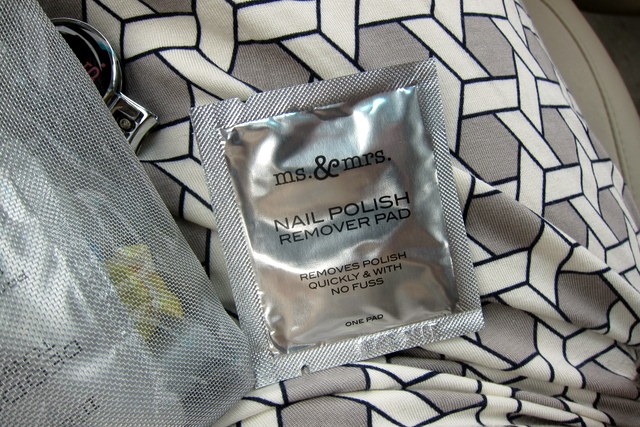 ms.&mrs.
NAIL POLISH
REMOVER PAD
REMOVES POLISH
QUICKLY & WITH
NO FUSS
ONE PAD